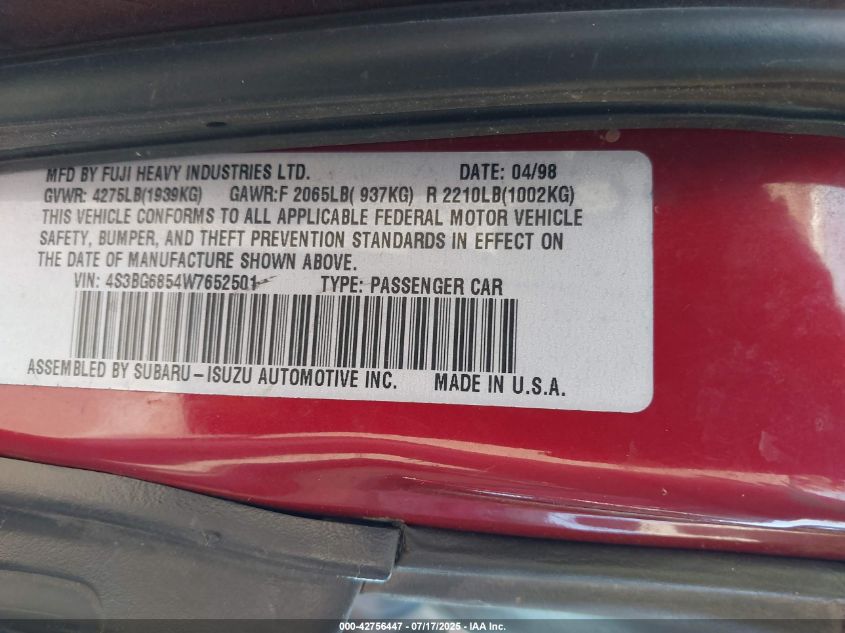 MFD BY FUJI HEAVY INDUSTRIES LTD. DATE: 04/98
GVWR: 4275LB(1939KG) GAWR:F 2065LB( 937KG) R 2210LB(1002KG)
THIS VEHICLE CONFORMS TO ALL APPLICABLE FEDERAL MOTOR VEHICLE
SAFETY, BUMPER, AND THEFT PREVENTION STANDARDS IN EFFECT ON
THE DATE OF MANUFACTURE SHOWN ABOVE.
VIN: 4S3BG6854W7652501 TYPE: PASSENGER CAR
ASSEMBLED BY SUBARU-ISUZU AUTOMOTIVE INC. MADE IN U.S.A.
000-42756447 - 07/17/2025 - IAA Inc.